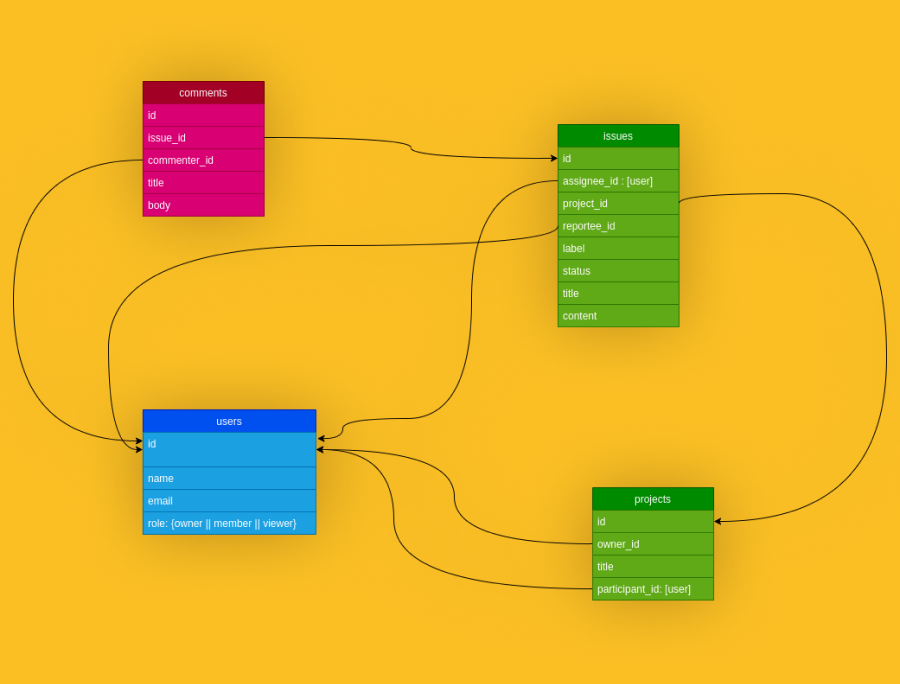 comments
id
issue_id
commenter_id
title
body
issues
id
assignee_id : [user]
project_id
reportee_id
label
status
title
content
users
id
name
email
role: {owner || member || viewer}
projects
id
owner_id
title
participant_id: [user]